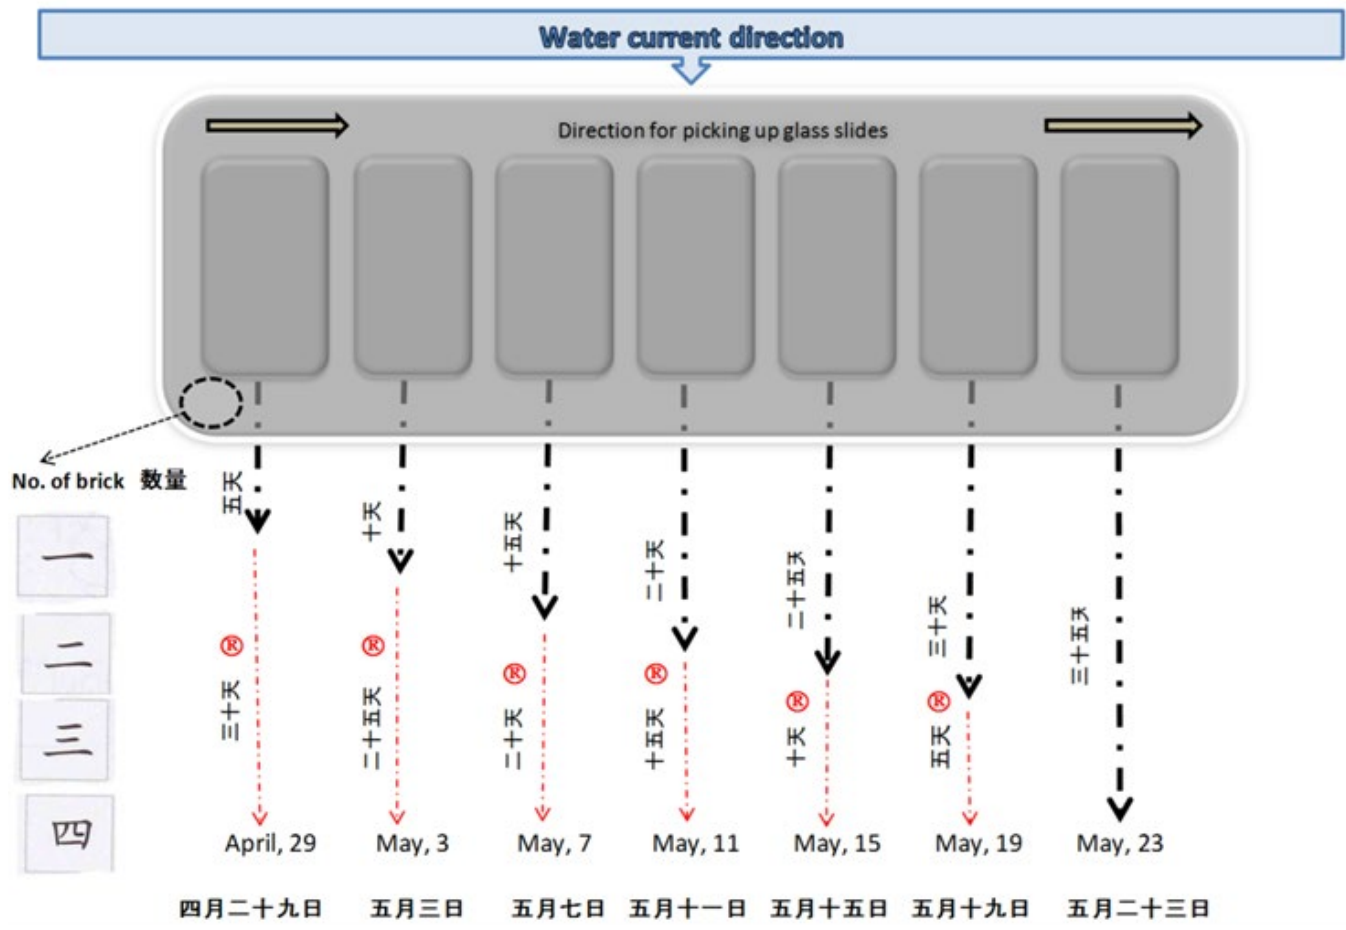 Water current direction
Direction for picking up glass slides
No. of brick 数量
一
二
三
四
五天
十天
十五天
二十天
二十五天
三十天
三十五天
® 三十天
® 二十五天
® 二十天
® 十五天
® 十天
® 五天
April, 29 May, 3 May, 7 May, 11 May, 15 May, 19 May, 23
四月二十九日 五月三日 五月七日 五月十一日 五月十五日 五月十九日 五月二十三日